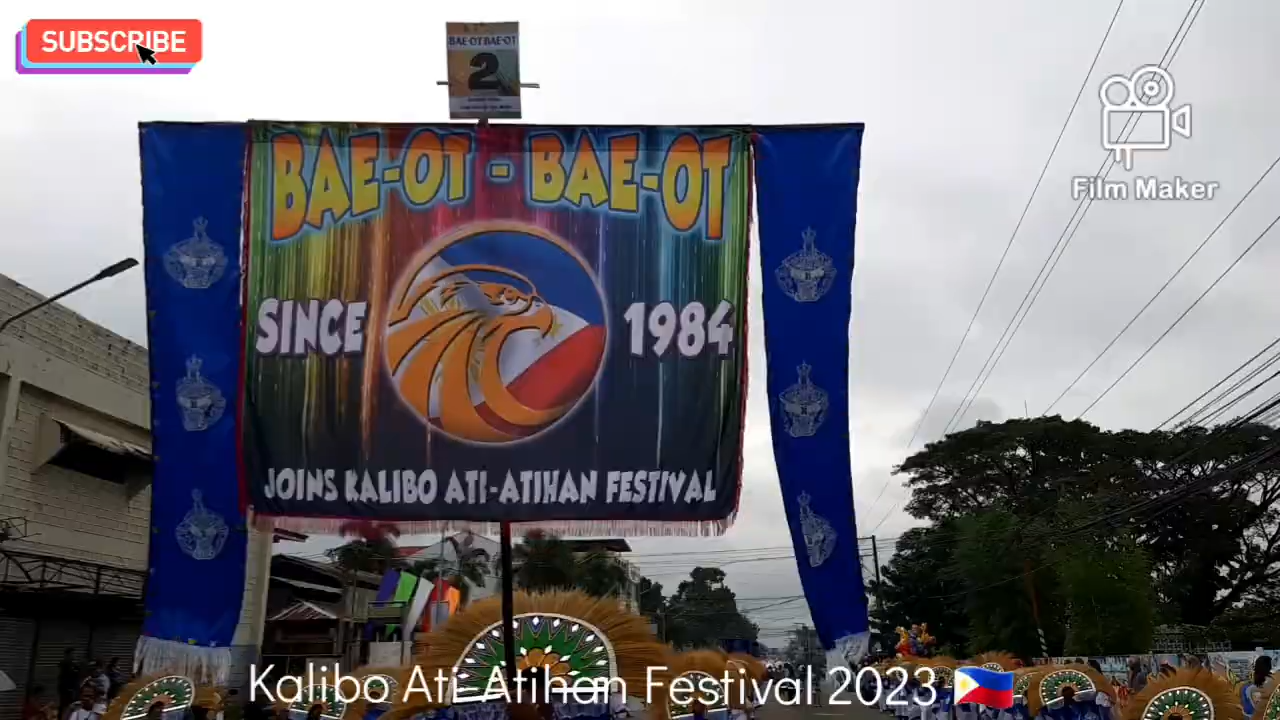 SUBSCRIBE
BAE-OT BAE-OT
2
Film Maker
BAE-OT - BAE-OT
SINCE 1984
JOINS KALIBO ATI-ATIHAN FESTIVAL
Kalibo Ati-Atihan Festival 2023 🇵🇭